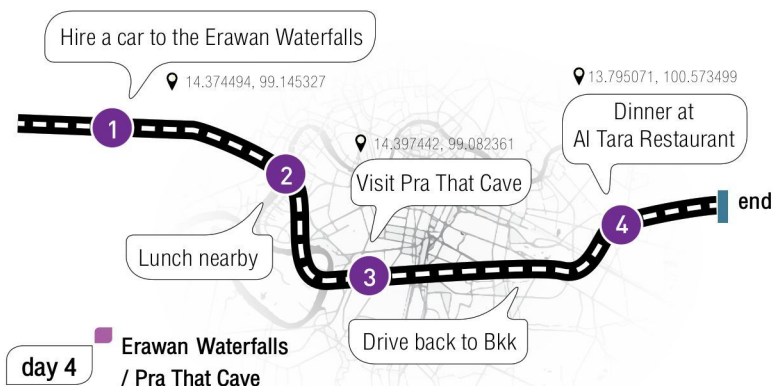 Hire a car to the Erawan Waterfalls
14.374494, 99.145327
1
13.795071, 100.573499
Dinner at
Al Tara Restaurant
14.397442, 99.082361
Visit Pra That Cave
2
Lunch nearby
3
4
end
Drive back to Bkk
day 4
Erawan Waterfalls
/ Pra That Cave